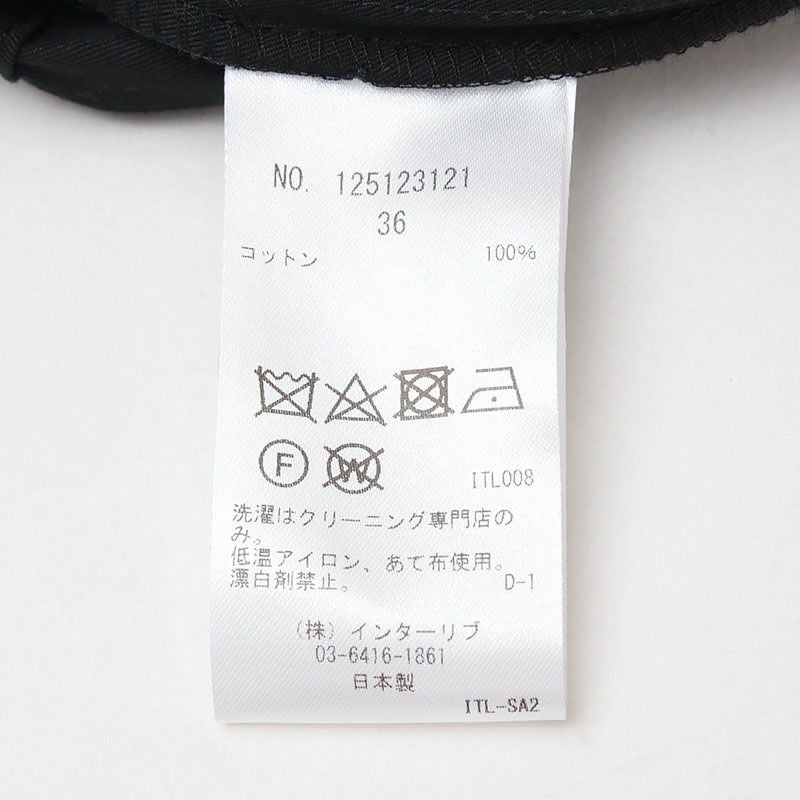 NO. 125123121
36
コットン 100%
F W ITL008
洗濯はクリーニング専門店の
み。
低温アイロン、あて布使用。
漂白剤禁止。 D-1
(株)インターリブ
03-6416-1861
日本製
ITL-SA2